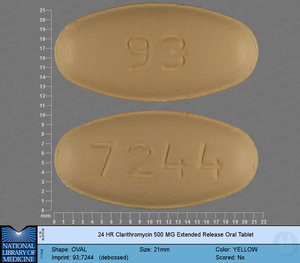 93
7244
24 HR Clarithromycin 500 MG Extended Release Oral Tablet
Shape: OVAL Size: 21mm Color: YELLOW
Imprint: 93;7244 (debossed) Scored: No
NATIONAL
LIBRARY OF
MEDICINE